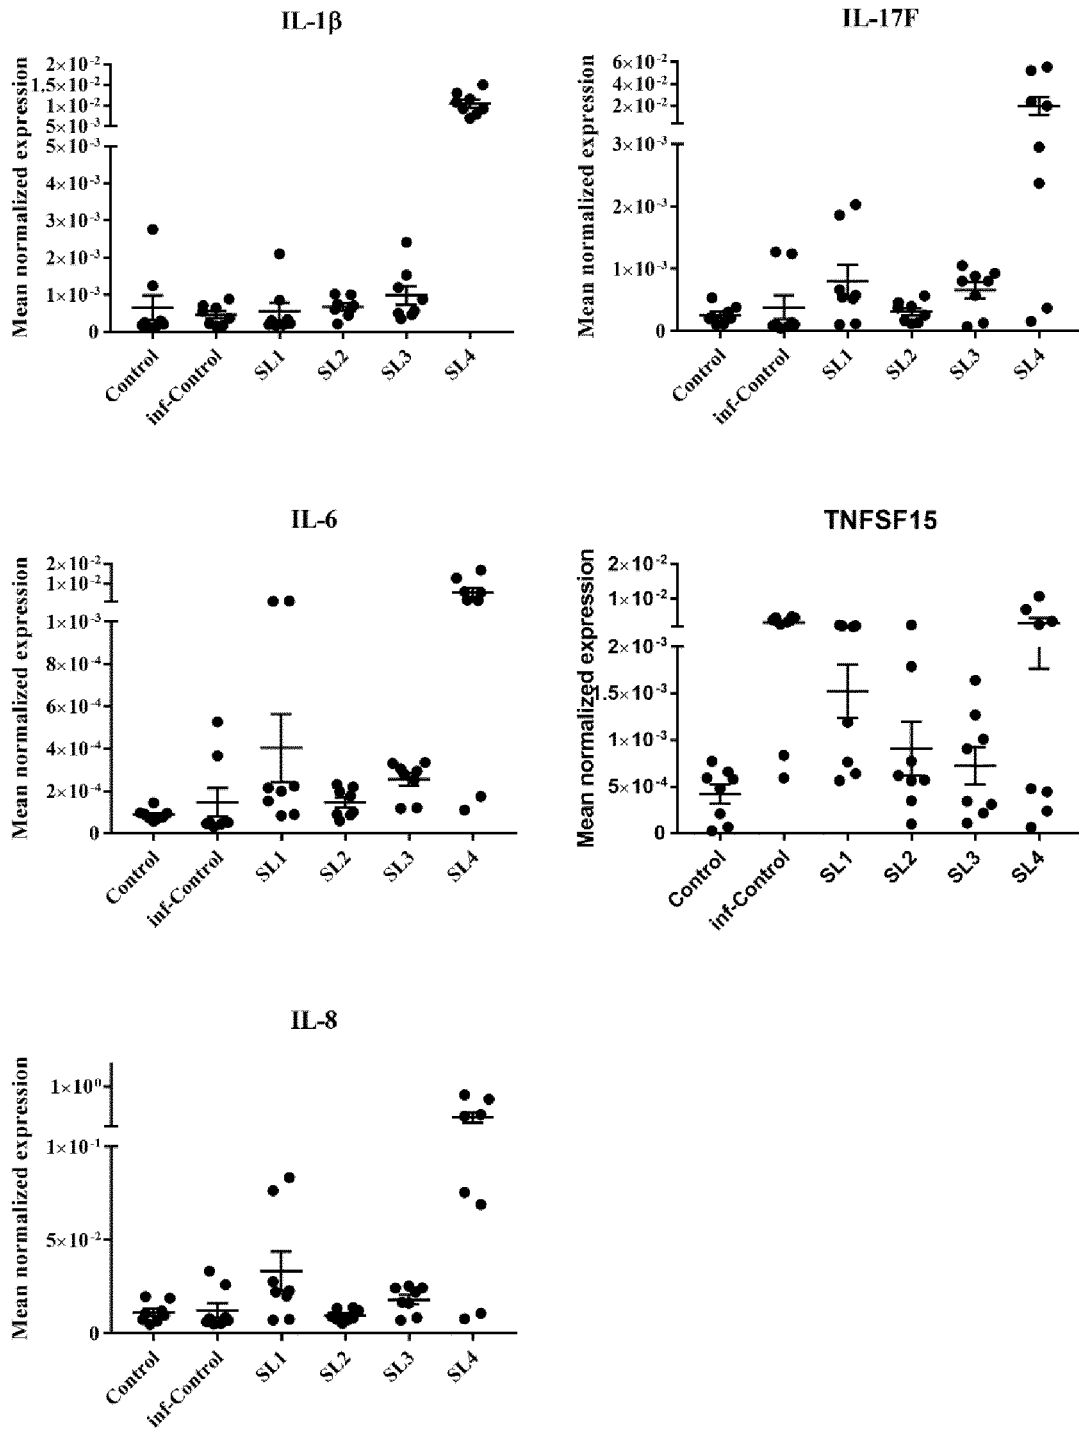 IL-1β
Mean normalized expression
2×10⁻²
1.5×10⁻²
1×10⁻²
5×10⁻³
5×10⁻³
4×10⁻³
3×10⁻³
2×10⁻³
1×10⁻³
0
Control
inf-Control
SL1
SL2
SL3
SL4
IL-17F
Mean normalized expression
6×10⁻²
4×10⁻²
2×10⁻²
3×10⁻³
2×10⁻³
1×10⁻³
0
Control
inf-Control
SL1
SL2
SL3
SL4
IL-6
Mean normalized expression
2×10⁻²
1×10⁻²
1×10⁻³
8×10⁻⁴
6×10⁻⁴
4×10⁻⁴
2×10⁻⁴
0
Control
inf-Control
SL1
SL2
SL3
SL4
TNFSF15
Mean normalized expression
2×10⁻²
1×10⁻²
2×10⁻³
1.5×10⁻³
1×10⁻³
5×10⁻⁴
0
Control
inf-Control
SL1
SL2
SL3
SL4
IL-8
Mean normalized expression
1×10⁰
1×10⁻¹
5×10⁻²
0
Control
inf-Control
SL1
SL2
SL3
SL4